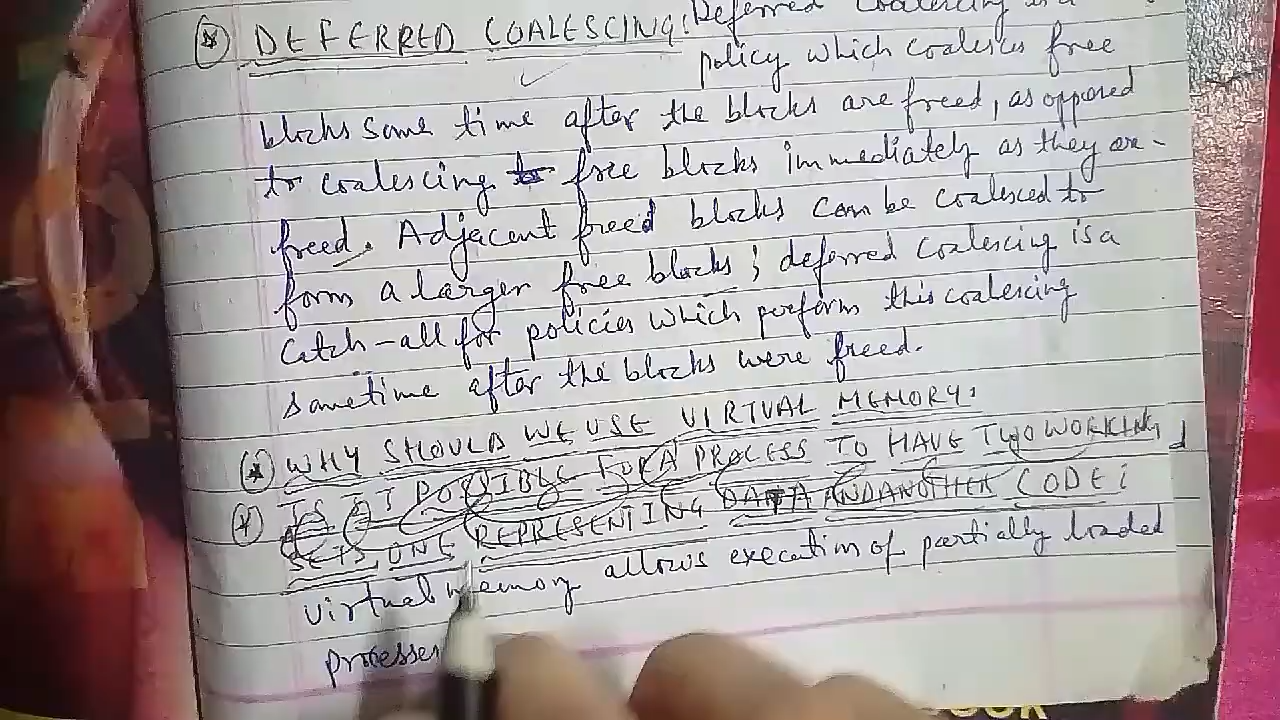 DEFERRED COALESCING: Deferred Coalescing is a
policy which coalesces free
blocks some time after the blocks are freed, as opposed
to coalescing free blocks immediately as they are
freed. Adjacent freed blocks can be coalesced to
form a larger free blocks; deferred coalescing is a
catch-all for policies which perform this coalescing
sometime after the blocks were freed.
WHY SHOULD WE USE VIRTUAL MEMORY:
IS IT POSSIBLE FOR A PROCESS TO HAVE TWO WORKING
SETS ONE REPRESENTING DATA AND ANOTHER CODE:
Virtual memory allows execution of partially loaded
processes